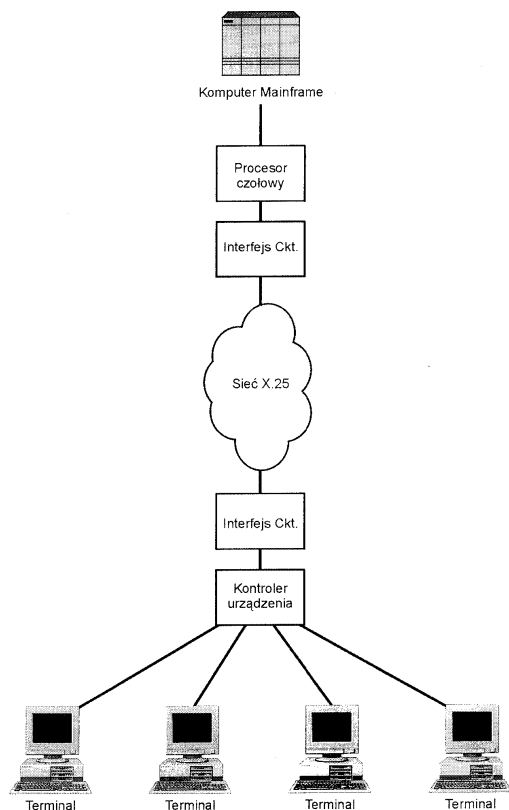 Komputer Mainframe
Procesor
czołowy
Interfejs Ckt.
Sieć X.25
Interfejs Ckt.
Kontroler
urządzenia
Terminal
Terminal
Terminal
Terminal